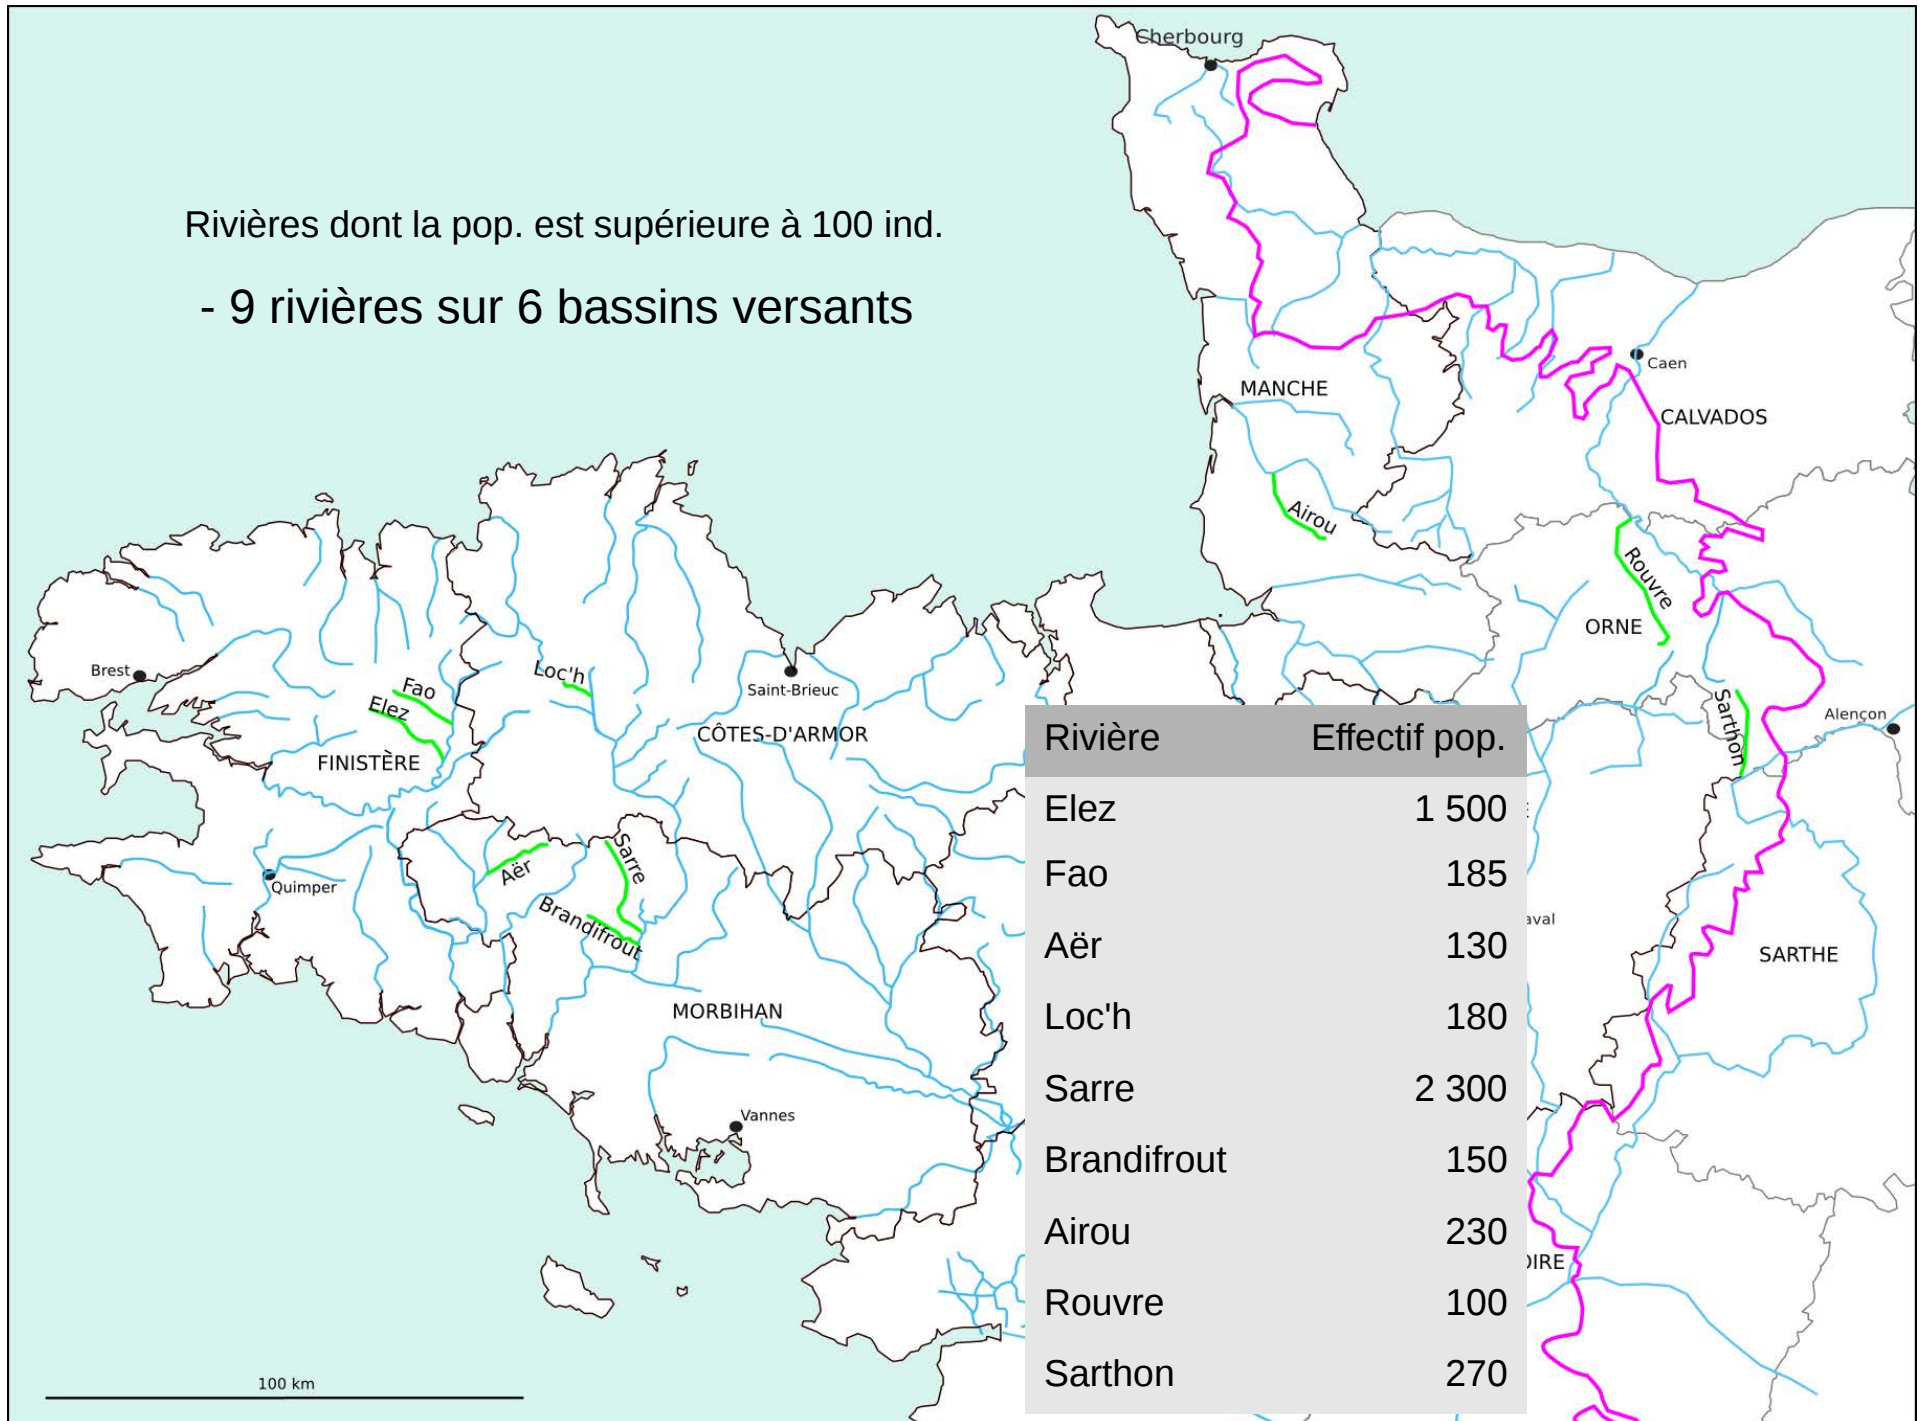 Cherbourg
Rivières dont la pop. est supérieure à 100 ind.
- 9 rivières sur 6 bassins versants
Caen
MANCHE
CALVADOS
Airou
Rouvre
ORNE
Brest
Fao
Elez
Loc'h
Saint-Brieuc
Sarthon
Alençon
CÔTES-D'ARMOR
FINISTÈRE
Aër
Sarre
Quimper
Brandifrout
SARTHE
MORBIHAN
Vannes
100 km
Rivière Effectif pop.
Elez 1 500
Fao 185
Aër 130
Loc'h 180
Sarre 2 300
Brandifrout 150
Airou 230
Rouvre 100
Sarthon 270
aval
OIRE